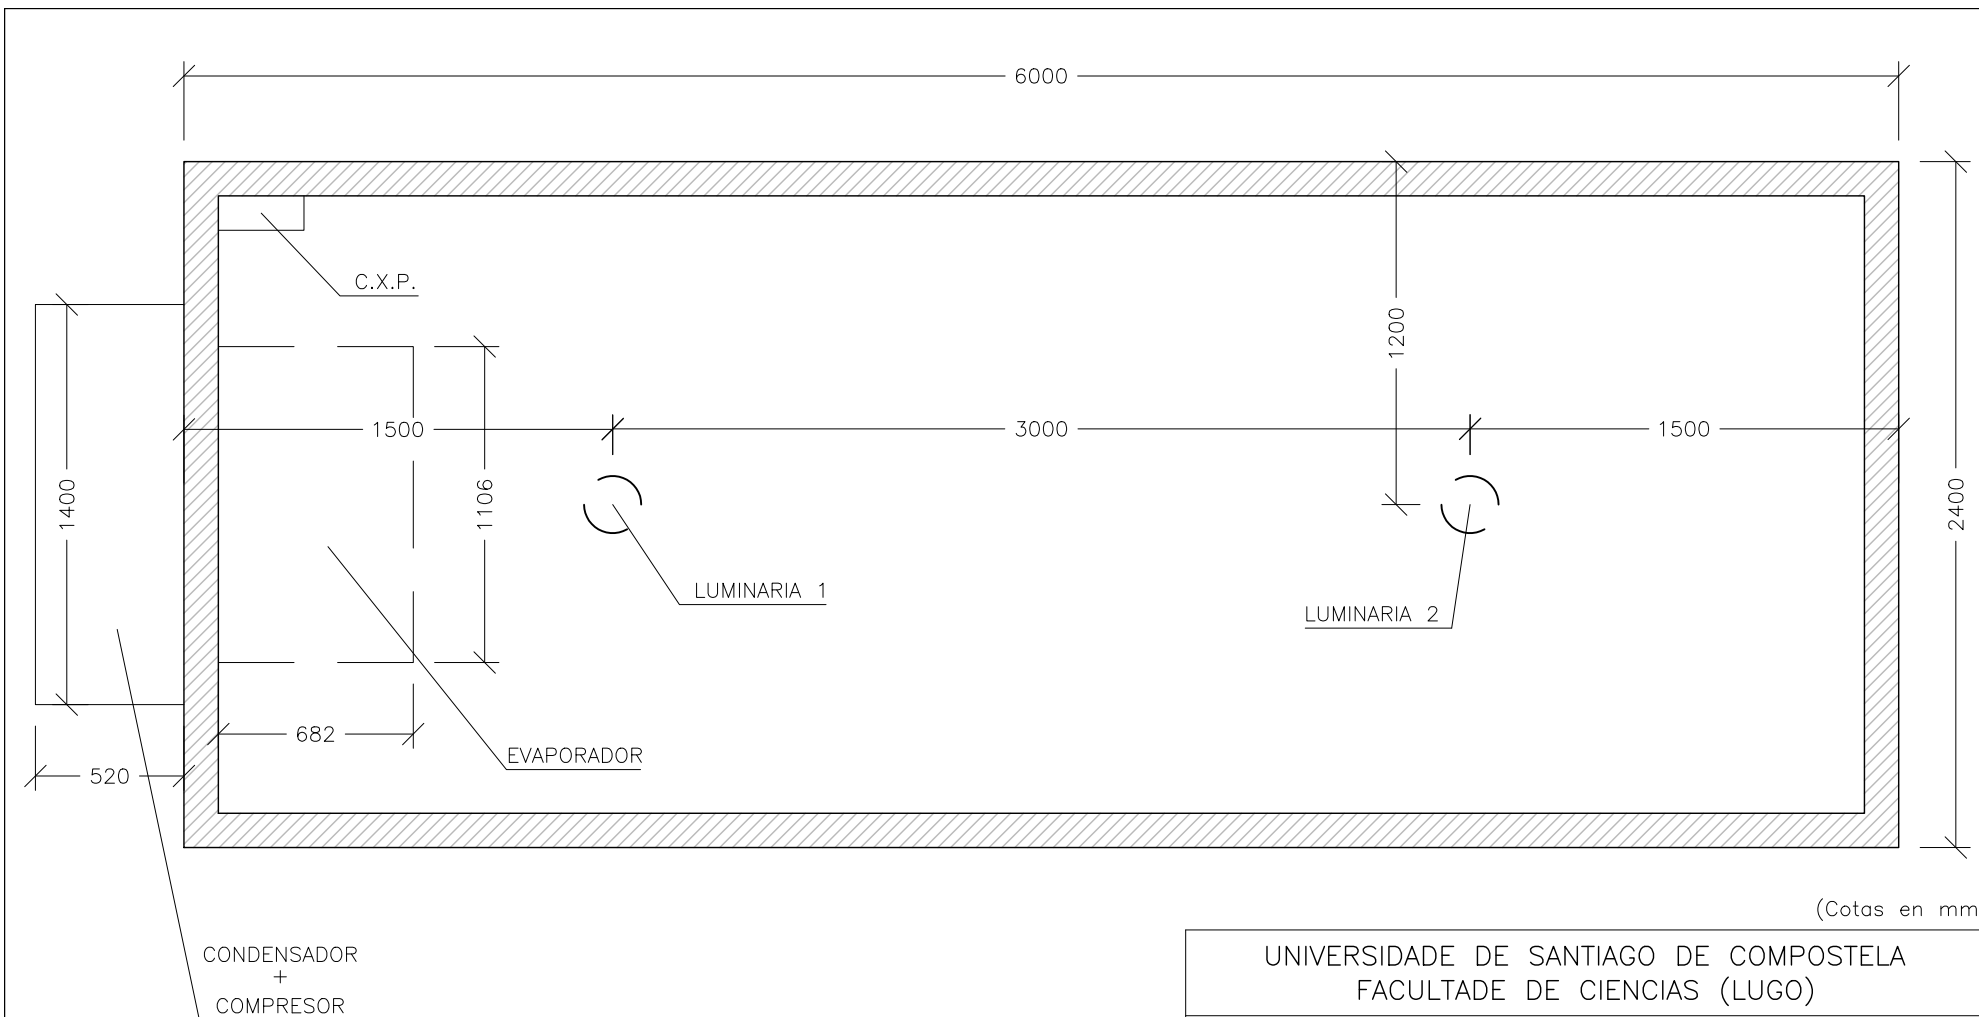 6000
C.X.P.
1200
1500
3000
1500
1400
1106
2400
LUMINARIA 1
LUMINARIA 2
682
EVAPORADOR
520
(Cotas en mm
CONDENSADOR
+
COMPRESOR
UNIVERSIDADE DE SANTIAGO DE COMPOSTELA
FACULTADE DE CIENCIAS (LUGO)